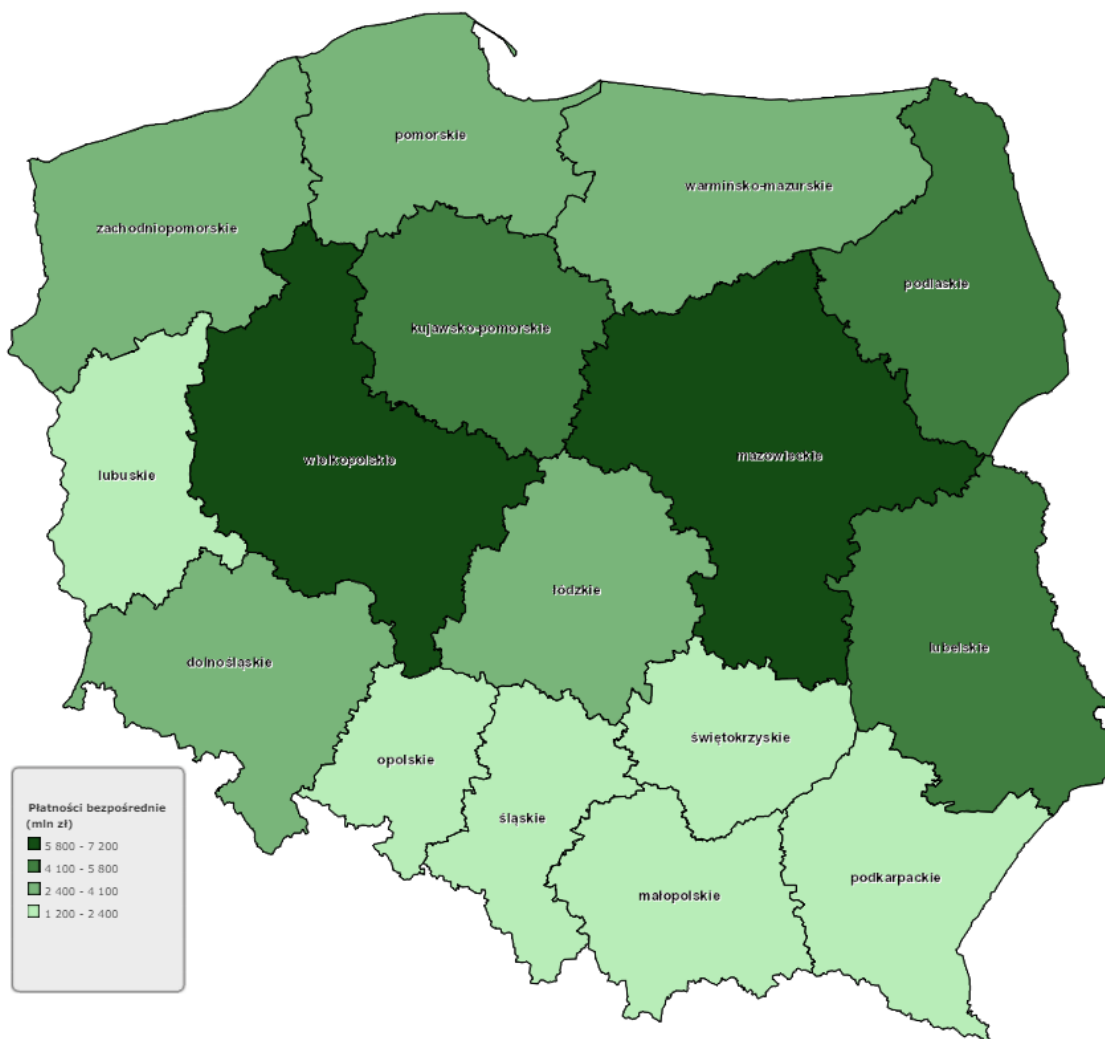 pomorskie
warmińsko-mazurskie
zachodniopomorskie
podlaskie
kujawsko-pomorskie
lubuskie
wielkopolskie
mazowieckie
łódzkie
dolnośląskie
lubelskie
opolskie
świętokrzyskie
śląskie
małopolskie
podkarpackie
Płatności bezpośrednie
(mln zł)
5 800 - 7 200
4 100 - 5 800
2 400 - 4 100
1 200 - 2 400